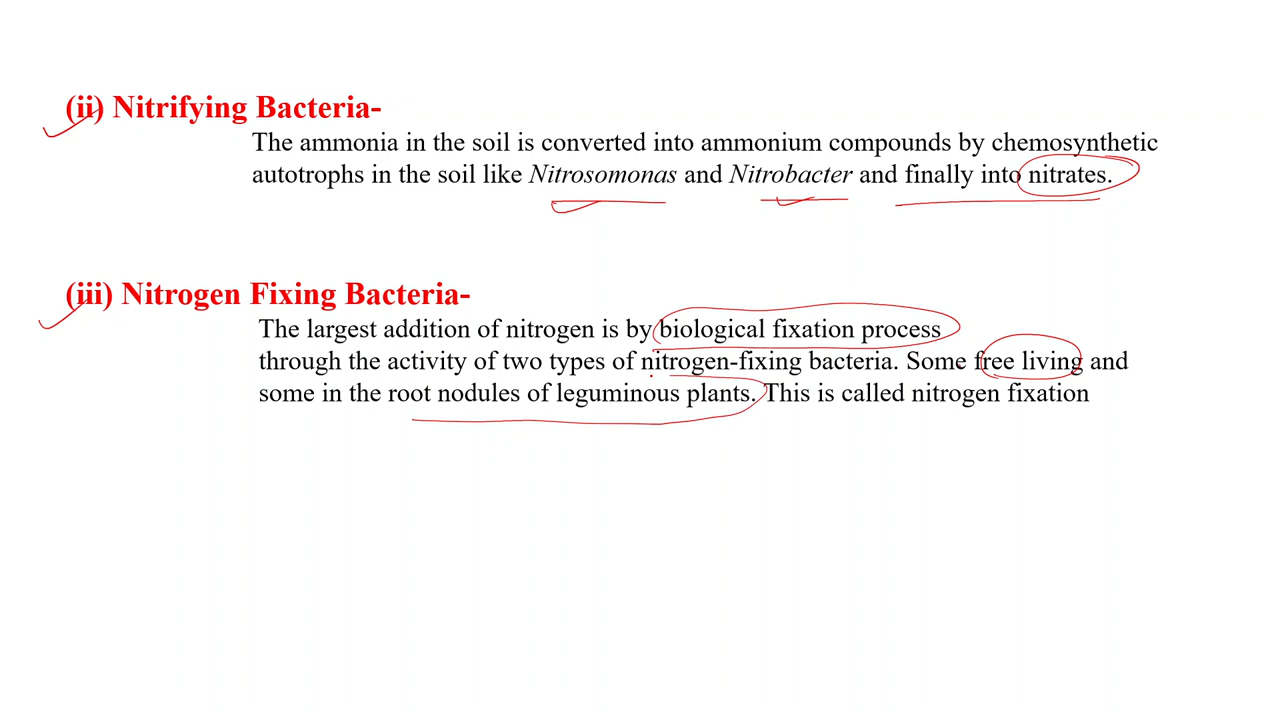 (ii) Nitrifying Bacteria-
The ammonia in the soil is converted into ammonium compounds by chemosynthetic
autotrophs in the soil like Nitrosomonas and Nitrobacter and finally into nitrates.
(iii) Nitrogen Fixing Bacteria-
The largest addition of nitrogen is by biological fixation process
through the activity of two types of nitrogen-fixing bacteria. Some free living and
some in the root nodules of leguminous plants. This is called nitrogen fixation